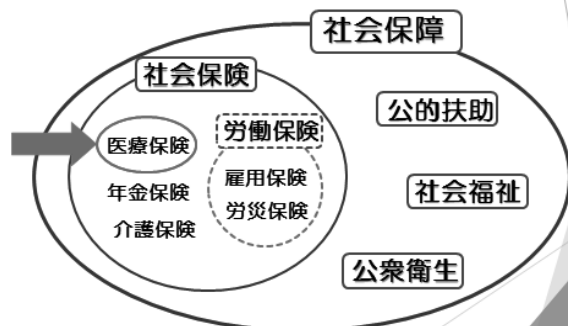 社会保障
社会保険
公的扶助
医療保険
労働保険
年金保険
雇用保険
介護保険
労災保険
社会福祉
公衆衛生